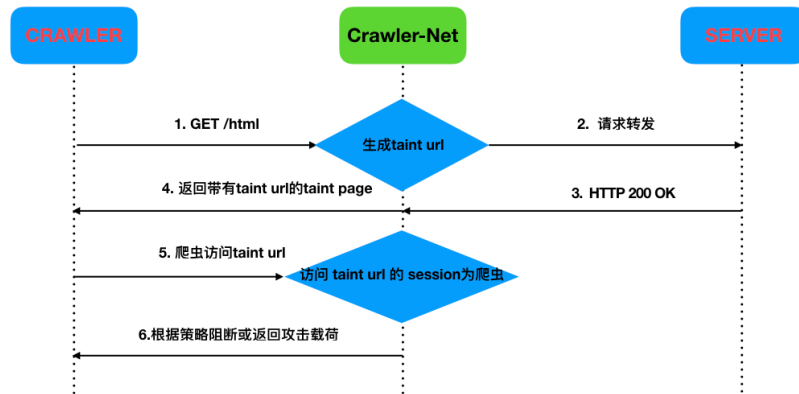 CRAWLER
Crawler-Net
SERVER
1. GET /html
生成taint url
2. 请求转发
4. 返回带有taint url的taint page
3. HTTP 200 OK
5. 爬虫访问taint url
访问 taint url 的 session为爬虫
6.根据策略阻断或返回攻击载荷